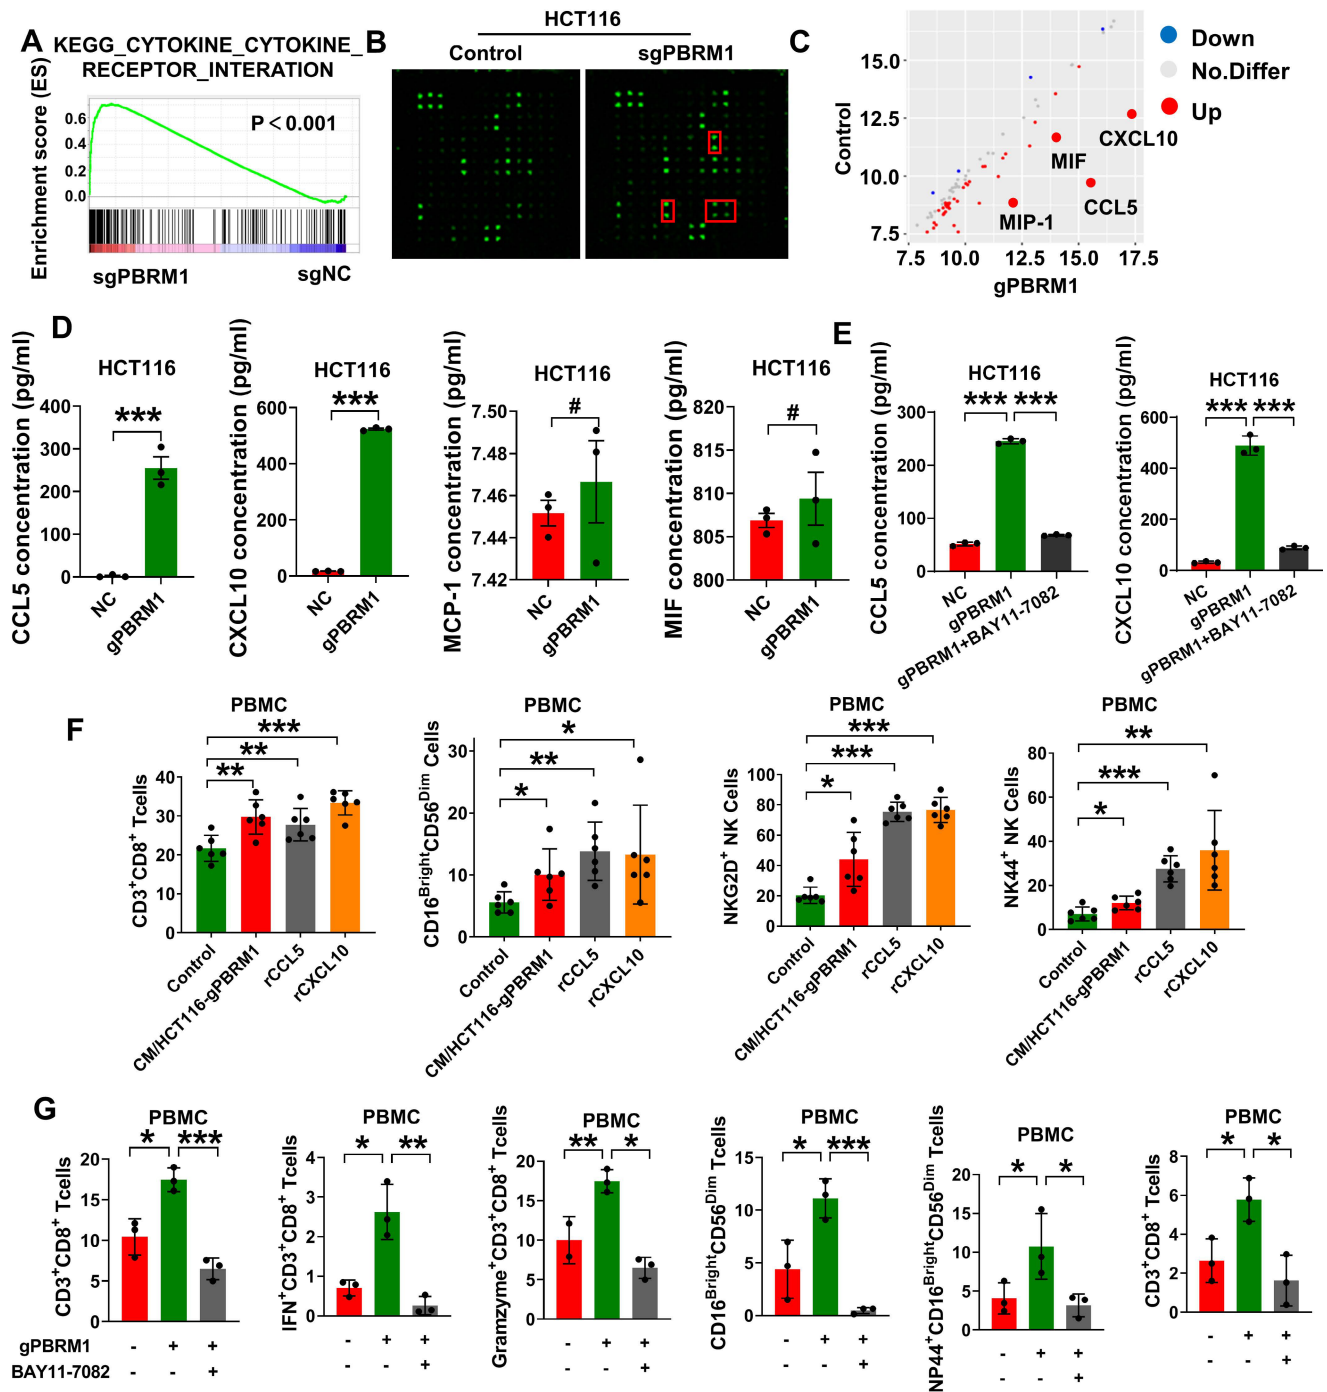 A
KEGG_CYTOKINE_CYTOKINE_
RECEPTOR_INTERATION
Enrichment score (ES)
0.6
0.4
0.2
0.0
P < 0.001
sgPBRM1
sgNC
B
HCT116
Control
sgPBRM1
C
Control
15.0
12.5
10.0
7.5
CXCL10
MIF
CCL5
MIP-1
7.5
10.0
12.5
15.0
17.5
gPBRM1
Down
No.Differ
Up
D
HCT116
***
CCL5 concentration (pg/ml)
400
300
200
100
0
NC
gPBRM1
HCT116
***
CXCL10 concentration (pg/ml)
600
400
200
0
NC
gPBRM1
HCT116
#
MCP-1 concentration (pg/ml)
7.50
7.48
7.46
7.44
7.42
NC
gPBRM1
HCT116
#
MIF concentration (pg/ml)
820
815
810
805
800
NC
gPBRM1
E
HCT116
*** ***
CCL5 concentration (pg/ml)
300
200
100
0
NC
gPBRM1
gPBRM1+BAY11-7082
HCT116
*** ***
CXCL10 concentration (pg/ml)
600
400
200
0
NC
gPBRM1
gPBRM1+BAY11-7082
F
PBMC
***
**
**
CD3+CD8+ Tcells
40
30
20
10
0
Control
CM/HCT116-gPBRM1
rCCL5
rCXCL10
PBMC
*
**
*
CD16BrightCD56Dim Cells
30
20
10
0
Control
CM/HCT116-gPBRM1
rCCL5
rCXCL10
PBMC
***
***
*
NKG2D+ NK Cells
100
80
60
40
20
0
Control
CM/HCT116-gPBRM1
rCCL5
rCXCL10
PBMC
**
***
*
NK44+ NK Cells
80
60
40
20
0
Control
CM/HCT116-gPBRM1
rCCL5
rCXCL10
G
PBMC
* ***
CD3+CD8+ Tcells
20
15
10
5
0
gPBRM1 - + +
BAY11-7082 - - +
PBMC
* **
IFN+CD3+CD8+ Tcells
4
3
2
1
0
- + +
- - +
PBMC
** *
Gramzyme+CD3+CD8+ Tcells
20
15
10
5
0
- + +
- - +
PBMC
* ***
CD16BrightCD56Dim Tcells
15
10
5
0
- + +
- - +
PBMC
* *
NP44+CD16BrightCD56Dim Tcells
20
15
10
5
0
- + +
- - +
PBMC
* *
CD3+CD8+ Tcells
8
6
4
2
0
- + +
- - +